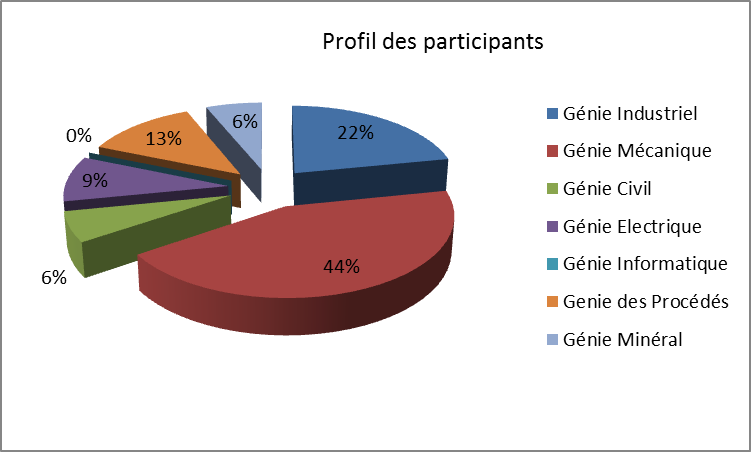 Profil des participants
22%
44%
6%
9%
0%
13%
6%
Génie Industriel
Génie Mécanique
Génie Civil
Génie Electrique
Génie Informatique
Genie des Procédés
Génie Minéral